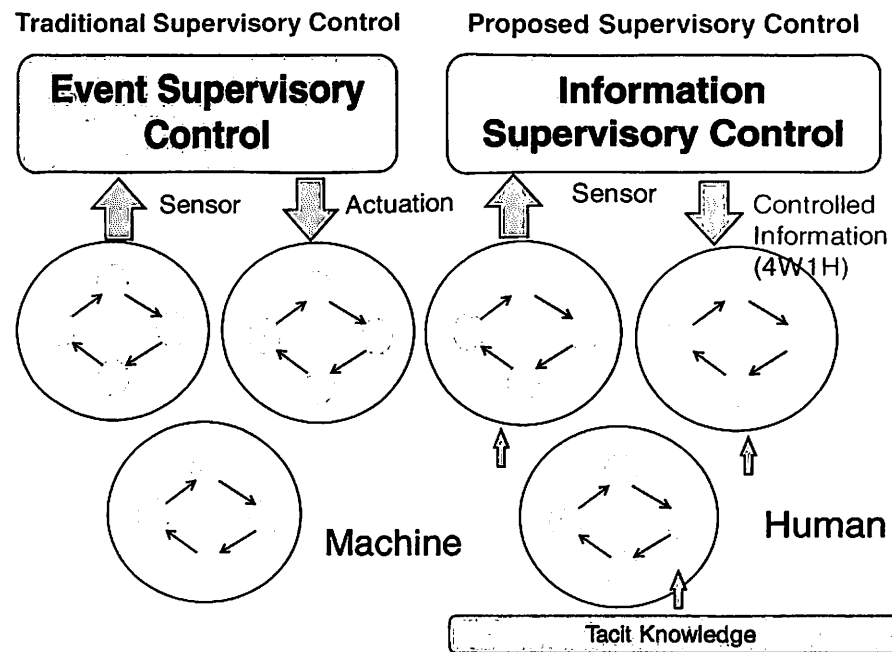 Traditional Supervisory Control
Event Supervisory
Control
Sensor
Actuation
Machine
Proposed Supervisory Control
Information
Supervisory Control
Sensor
Controlled
Information
(4W1H)
Human
Tacit Knowledge